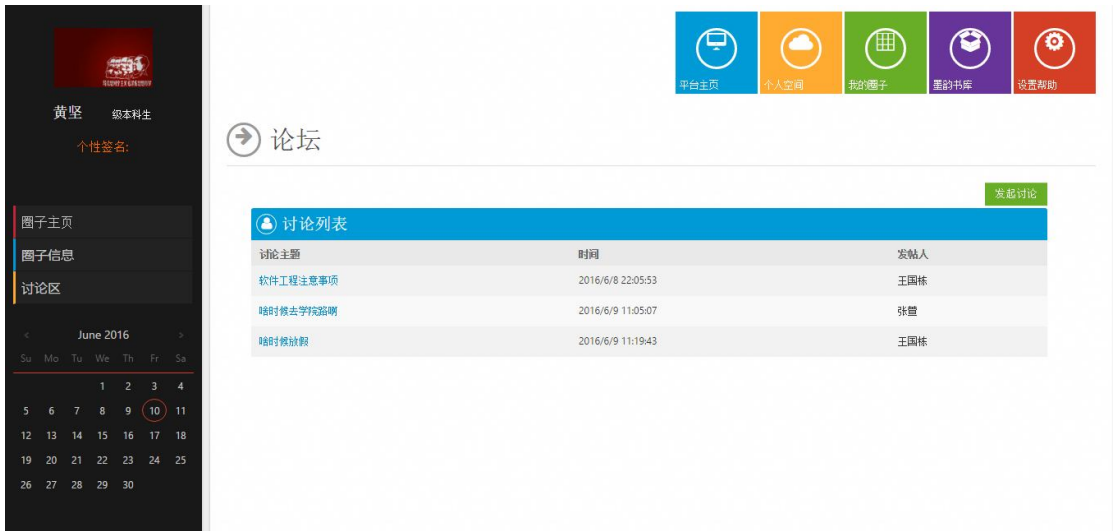 平台主页 个人空间 我的圈子 墨韵书库 设置帮助
黄坚 级本科生
个性签名:
论坛
发起讨论
圈子主页
圈子信息
讨论区
讨论列表
讨论主题 时间 发帖人
软件工程注意事项 2016/6/8 22:05:53 王国栋
啥时候去学院路啊 2016/6/9 11:05:07 张萱
啥时候放假 2016/6/9 11:19:43 王国栋
< June 2016 >
Su Mo Tu We Th Fr Sa
1 2 3 4
5 6 7 8 9 10 11
12 13 14 15 16 17 18
19 20 21 22 23 24 25
26 27 28 29 30